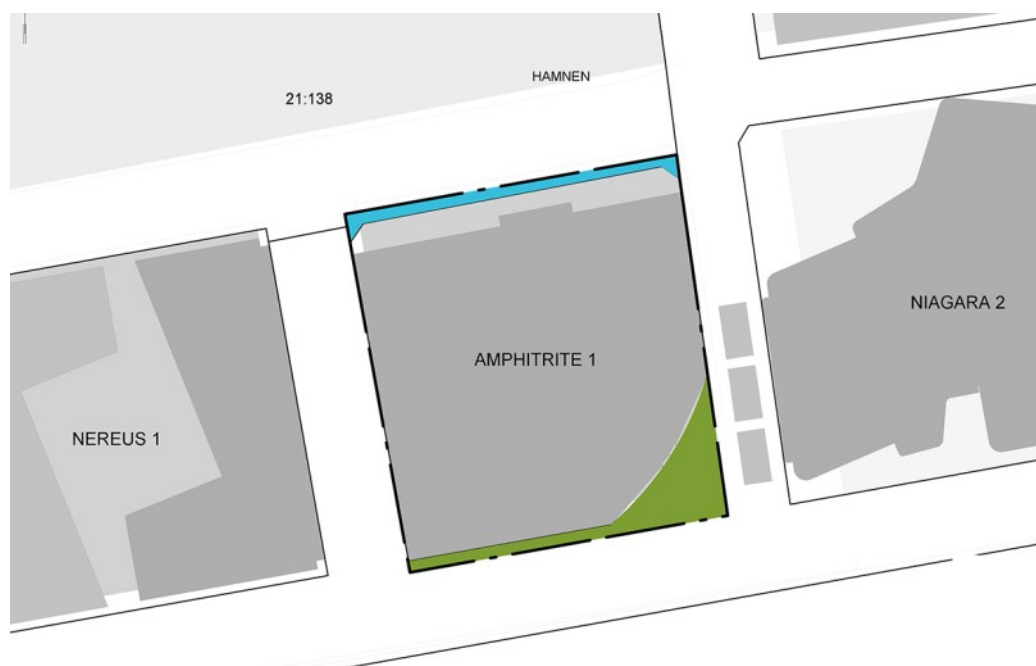 HAMNEN
21:138
NIAGARA 2
AMPHITRITE 1
NEREUS 1